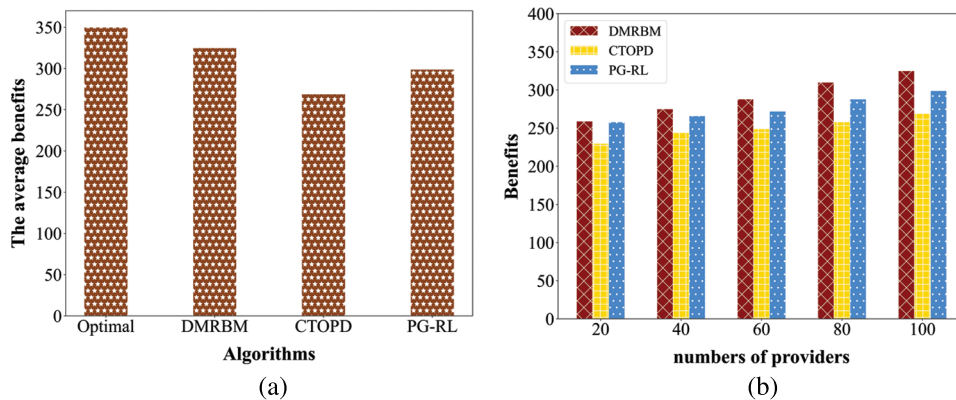 The average benefits
350
300
250
200
150
100
50
0
Optimal DMRBM CTOPD PG-RL
Algorithms
(a)
Benefits
400
350
300
250
200
150
100
50
0
DMRBM
CTOPD
PG-RL
20 40 60 80 100
numbers of providers
(b)